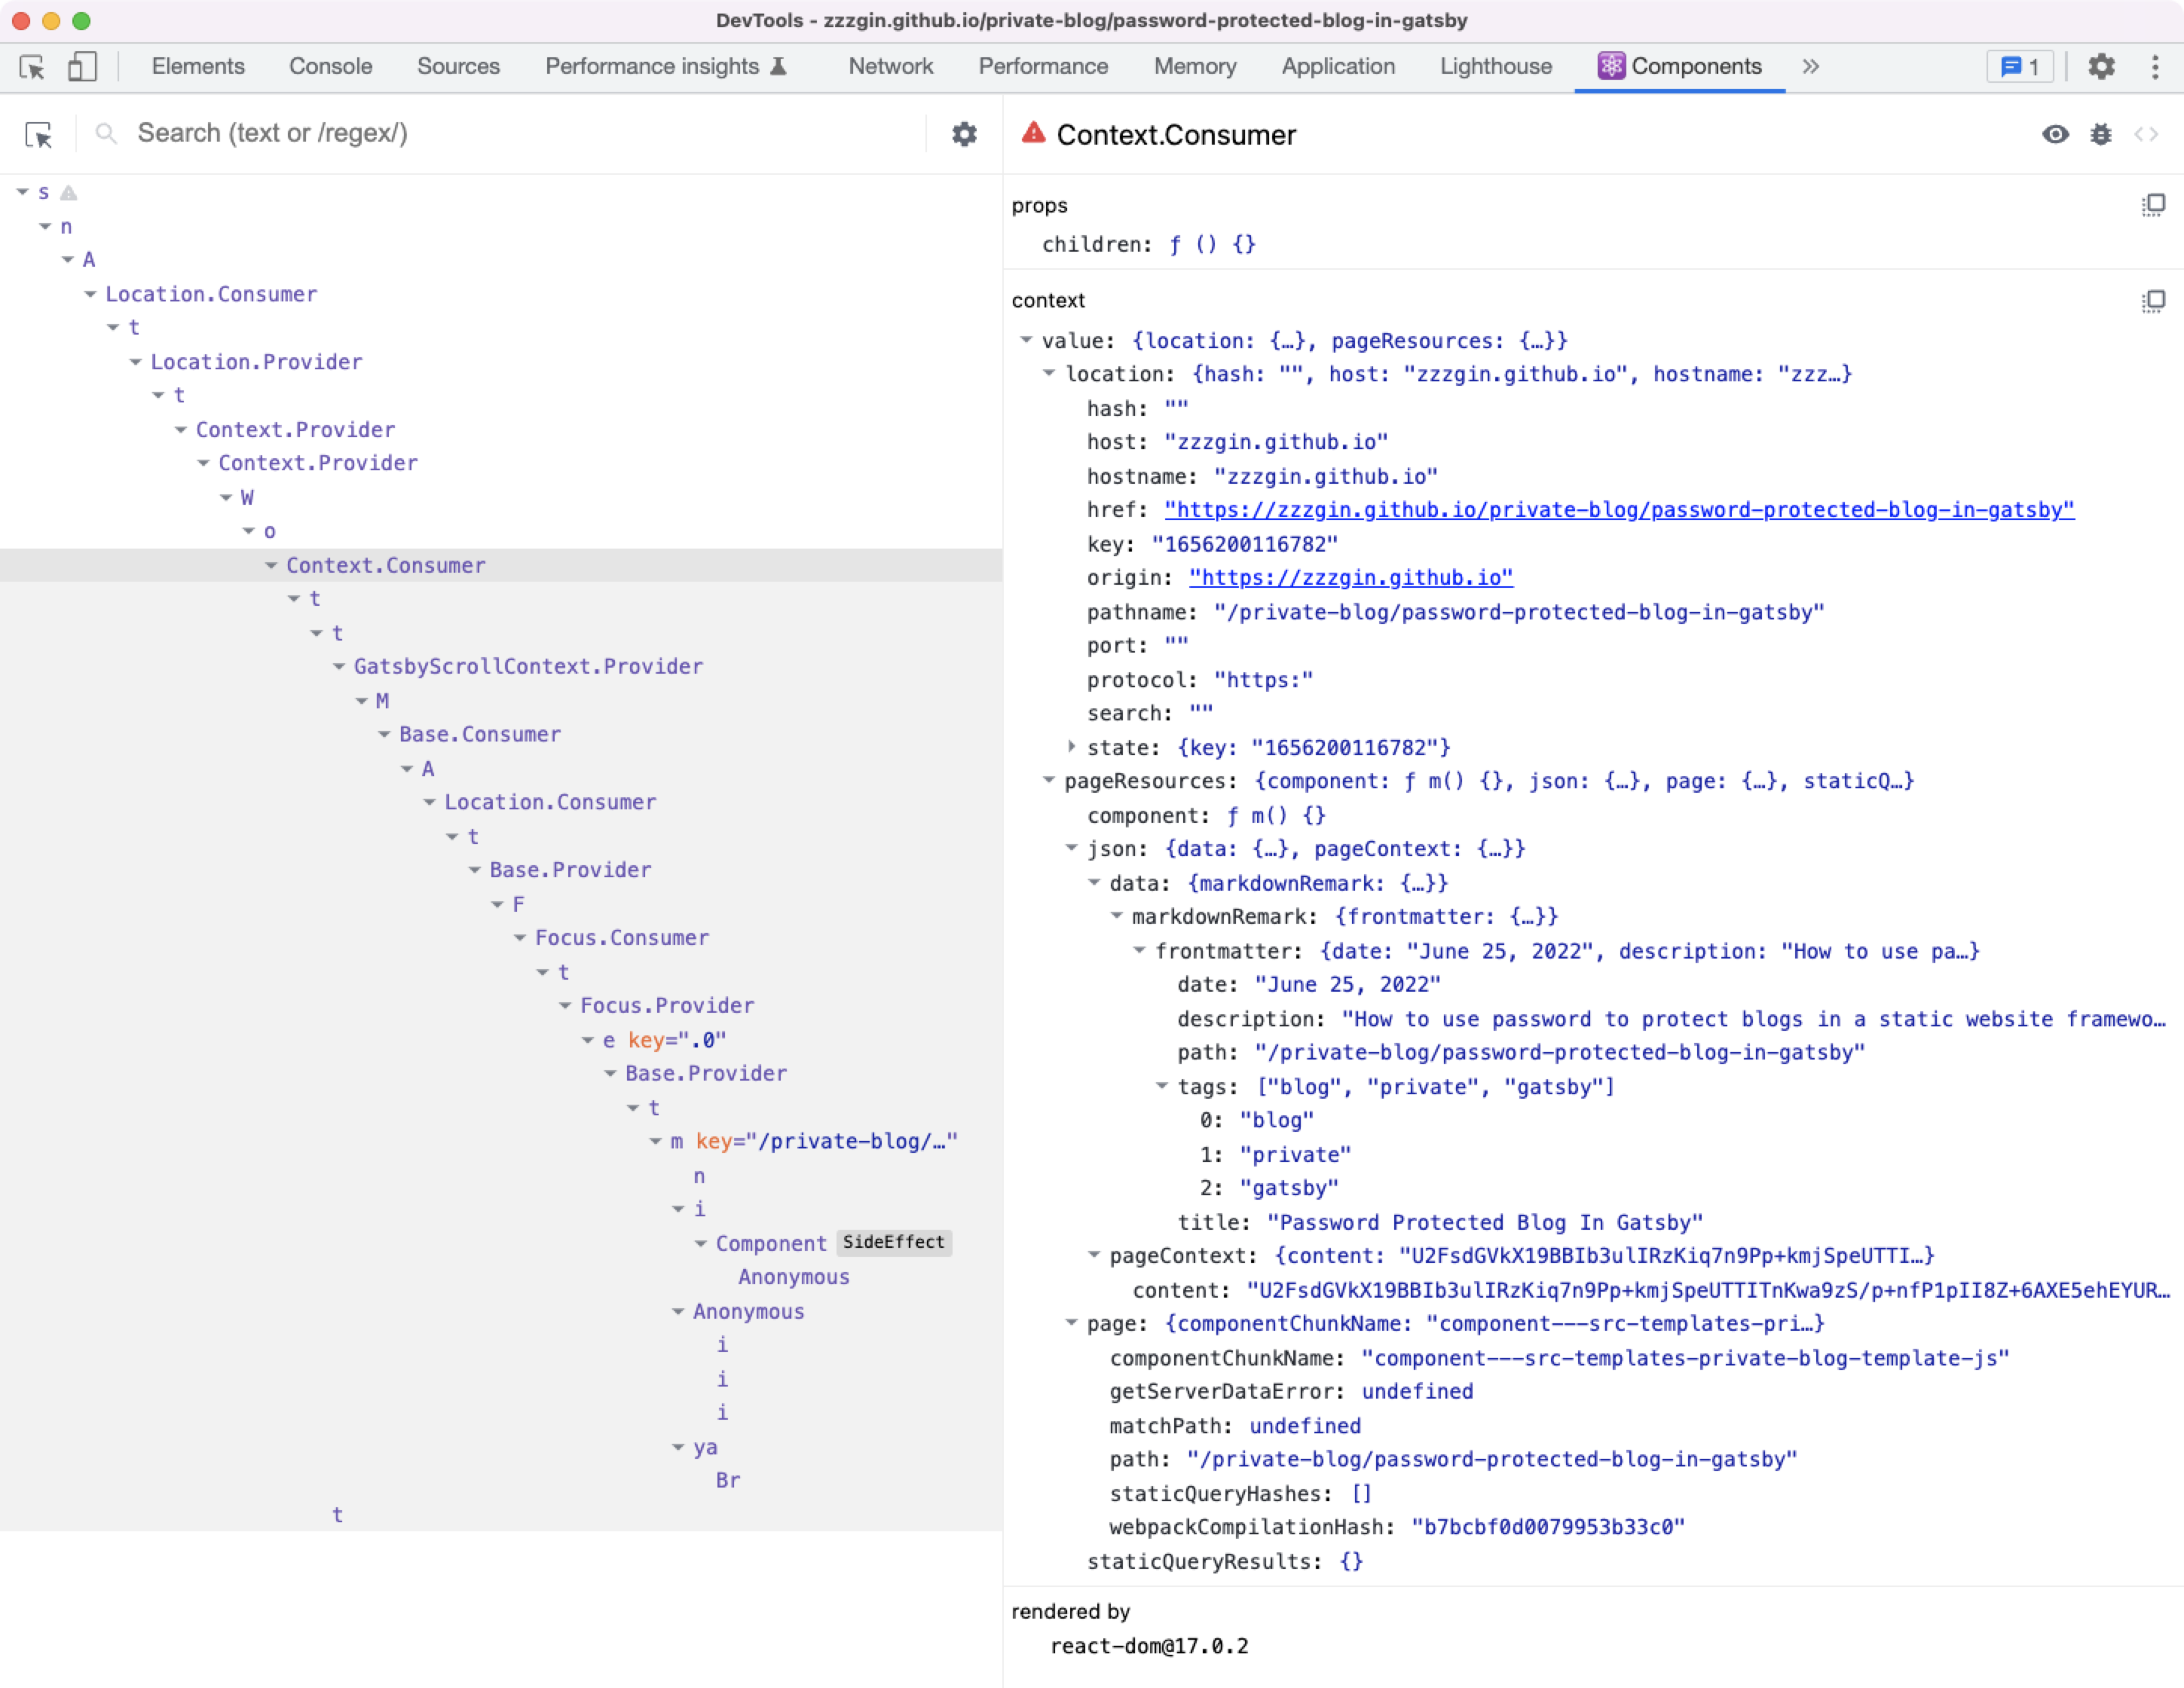 DevTools - zzzgin.github.io/private-blog/password-protected-blog-in-gatsby
Elements Console Sources Performance insights Network Performance Memory Application Lighthouse Components » 1
Search (text or /regex/)
s
n
A
Location.Consumer
t
Location.Provider
t
Context.Provider
Context.Provider
W
o
Context.Consumer
t
t
GatsbyScrollContext.Provider
M
Base.Consumer
A
Location.Consumer
t
Base.Provider
F
Focus.Consumer
t
Focus.Provider
e key=".0"
Base.Provider
t
m key="/private-blog/…"
n
i
Component SideEffect
Anonymous
Anonymous
i
i
i
ya
Br
t
Context.Consumer
props
children: ƒ () {}
context
value: {location: {…}, pageResources: {…}}
location: {hash: "", host: "zzzgin.github.io", hostname: "zzz…}
hash: ""
host: "zzzgin.github.io"
hostname: "zzzgin.github.io"
href: "https://zzzgin.github.io/private-blog/password-protected-blog-in-gatsby"
key: "1656200116782"
origin: "https://zzzgin.github.io"
pathname: "/private-blog/password-protected-blog-in-gatsby"
port: ""
protocol: "https:"
search: ""
state: {key: "1656200116782"}
pageResources: {component: ƒ m() {}, json: {…}, page: {…}, staticQ…}
component: ƒ m() {}
json: {data: {…}, pageContext: {…}}
data: {markdownRemark: {…}}
markdownRemark: {frontmatter: {…}}
frontmatter: {date: "June 25, 2022", description: "How to use pa…}
date: "June 25, 2022"
description: "How to use password to protect blogs in a static website framewo…
path: "/private-blog/password-protected-blog-in-gatsby"
tags: ["blog", "private", "gatsby"]
0: "blog"
1: "private"
2: "gatsby"
title: "Password Protected Blog In Gatsby"
pageContext: {content: "U2FsdGVkX19BBIb3ulIRzKiq7n9Pp+kmjSpeUTTI…}
content: "U2FsdGVkX19BBIb3ulIRzKiq7n9Pp+kmjSpeUTTITnKwa9zS/p+nfP1pII8Z+6AXE5ehEYUR…
page: {componentChunkName: "component---src-templates-pri…}
componentChunkName: "component---src-templates-private-blog-template-js"
getServerDataError: undefined
matchPath: undefined
path: "/private-blog/password-protected-blog-in-gatsby"
staticQueryHashes: []
webpackCompilationHash: "b7bcbf0d0079953b33c0"
staticQueryResults: {}
rendered by
react-dom@17.0.2